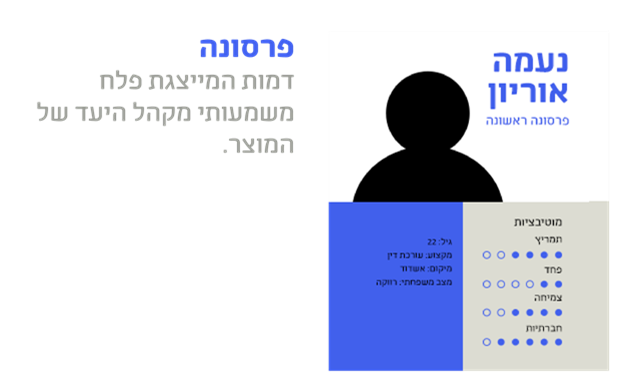 פרסונה
דמות המייצגת פלח
משמעותי מקהל היעד של
המוצר.
נעמה
אוריון
פרסונה ראשונה
גיל: 22
מקצוע: עורכת דין
מיקום: אשדוד
מצב משפחתי: רווקה
מוטיבציות
תמריץ
פחד
צמיחה
חברתיות